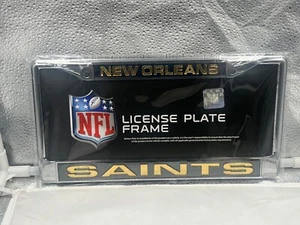 NEW ORLEANS
NFL
LICENSE PLATE
FRAME
SAINTS